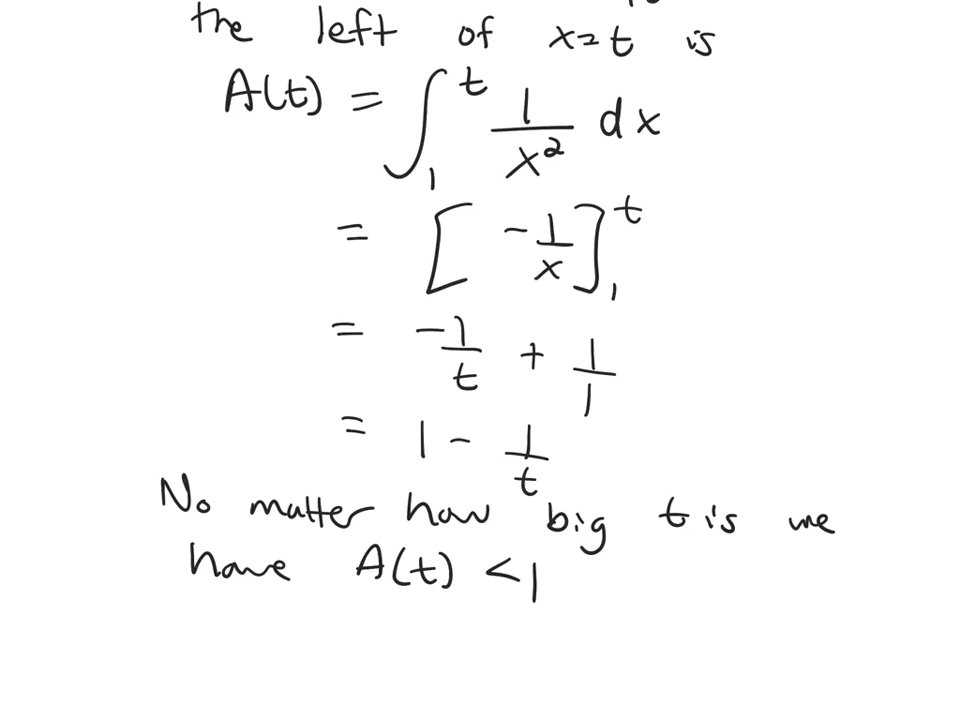 the left of x=t is
A(t) = ∫₁ᵗ 1/x² dx
= [ -1/x ]₁ᵗ
= -1/t + 1/1
= 1 - 1/t
No matter how big t is we
have A(t) < 1